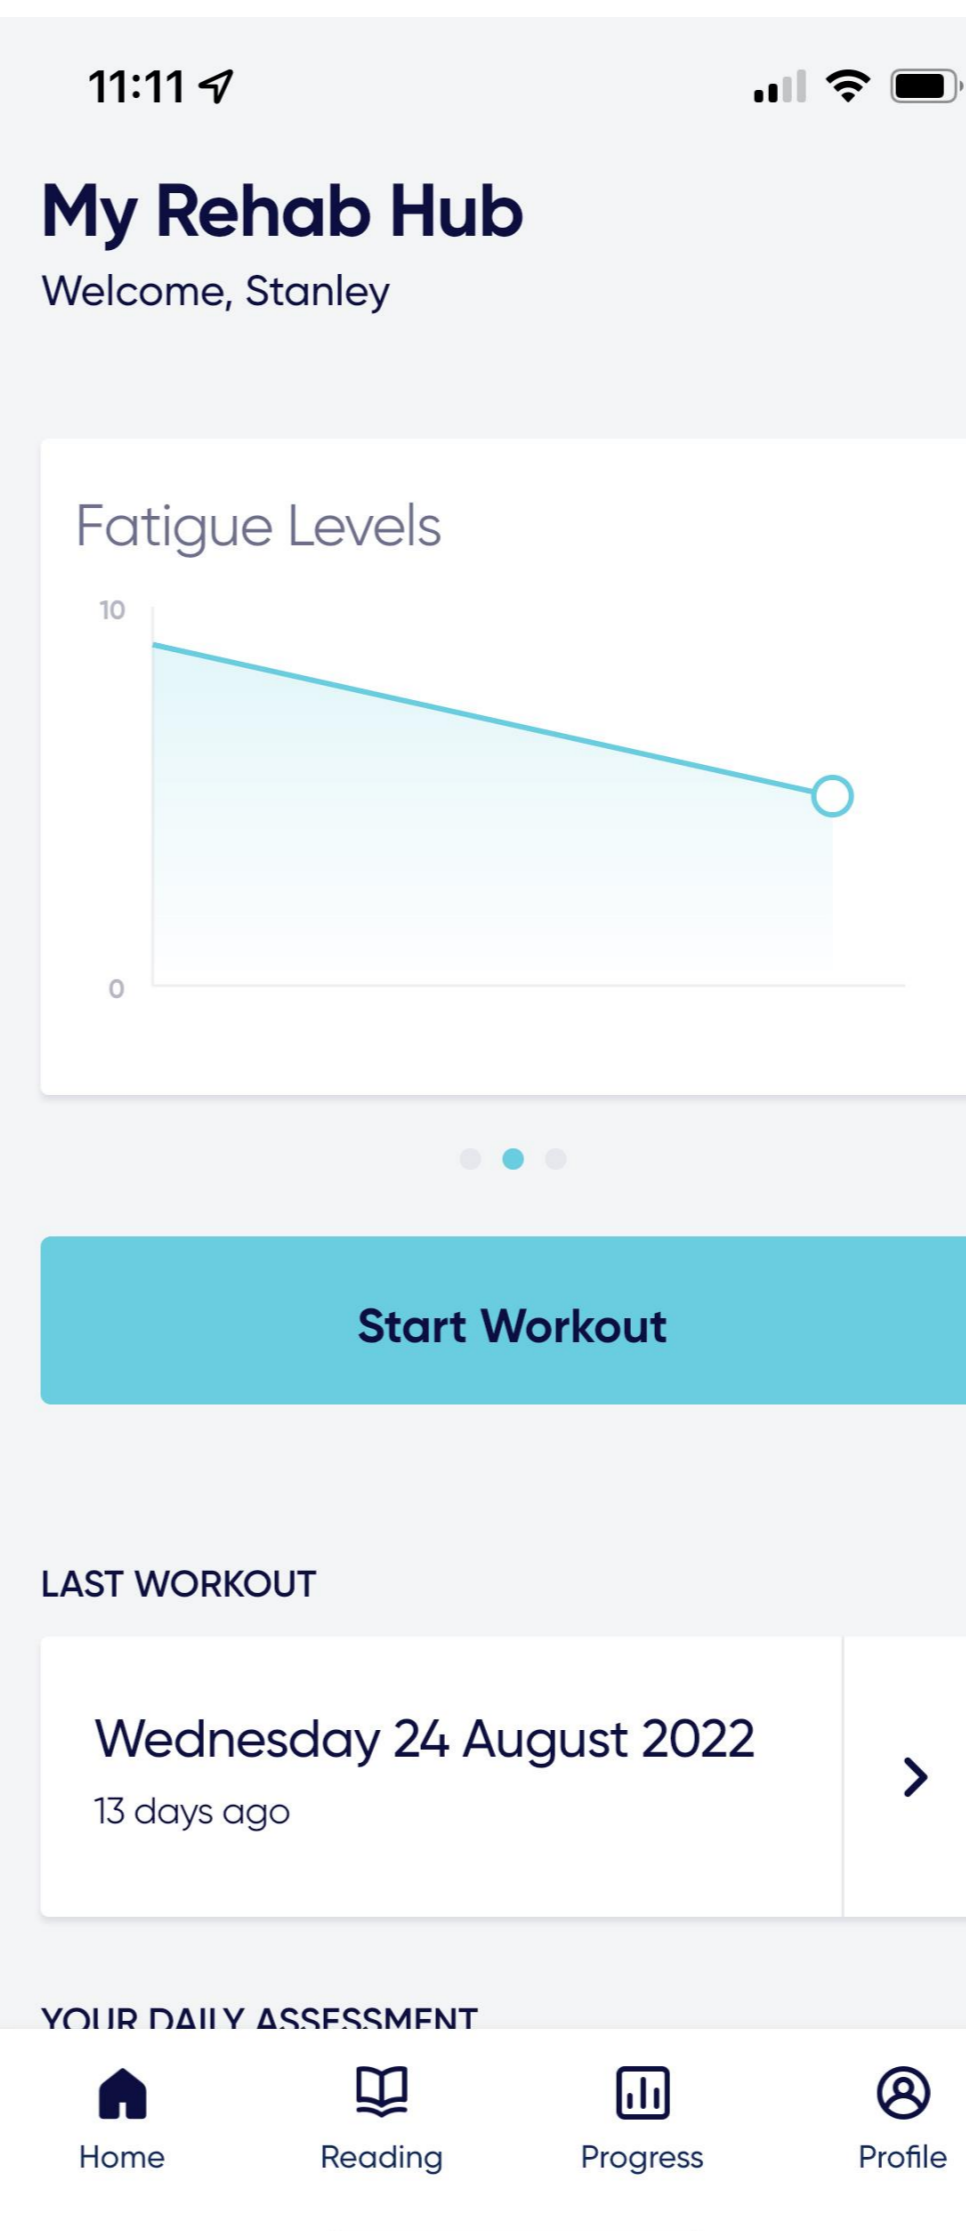 11:11
My Rehab Hub
Welcome, Stanley
Fatigue Levels
10
0
Start Workout
LAST WORKOUT
Wednesday 24 August 2022
13 days ago
YOUR DAILY ASSESSMENT
Home
Reading
Progress
Profile